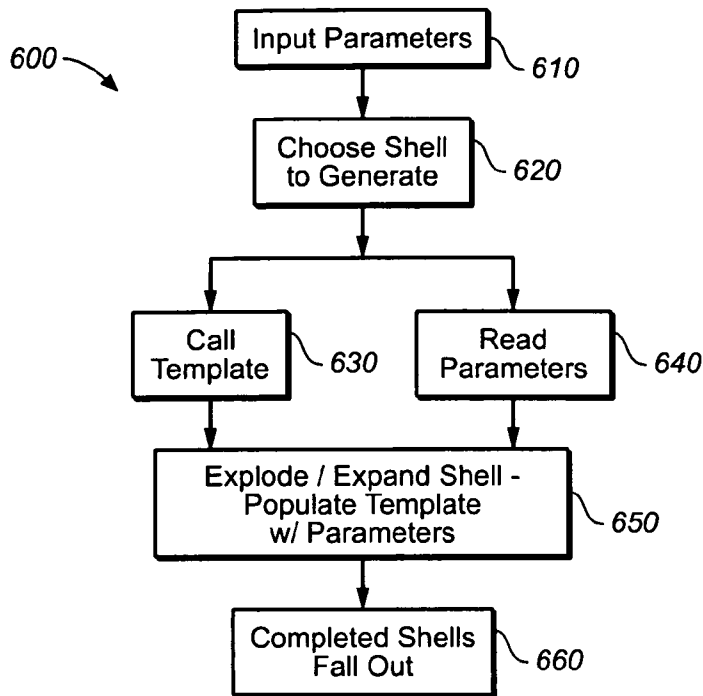 600
Input Parameters
610
Choose Shell
to Generate
620
Call
Template
630
Read
Parameters
640
Explode / Expand Shell -
Populate Template
w/ Parameters
650
Completed Shells
Fall Out
660